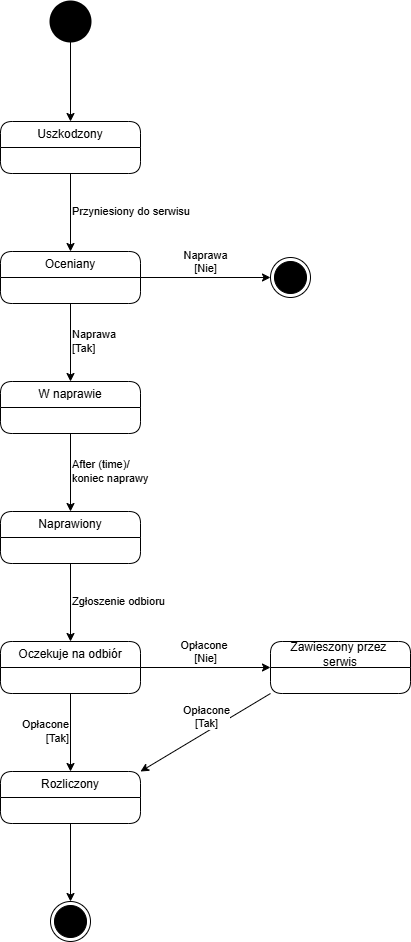 Uszkodzony
Przyniesiony do serwisu
Oceniany
Naprawa
[Nie]
Naprawa
[Tak]
W naprawie
After (time)/
koniec naprawy
Naprawiony
Zgłoszenie odbioru
Oczekuje na odbiór
Opłacone
[Nie]
Zawieszony przez
serwis
Opłacone
[Tak]
Opłacone
[Tak]
Rozliczony